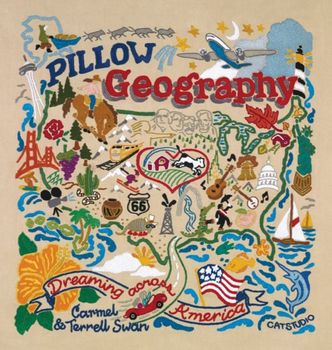 PILLOW
Geography
66
Dreaming across America
Carmel
& Terrell Swan
CATSTUDIO